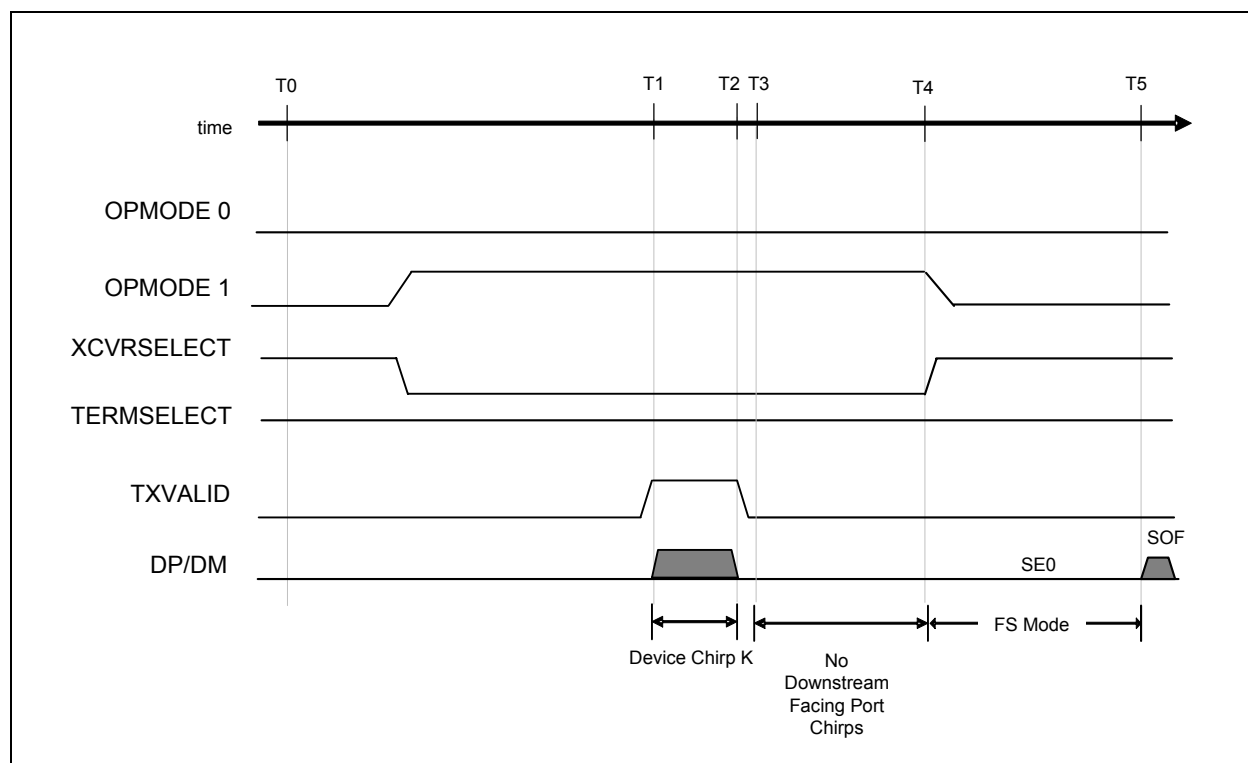 T0
T1
T2
T3
T4
T5
time
OPMODE 0
OPMODE 1
XCVRSELECT
TERMSELECT
TXVALID
DP/DM
SE0
SOF
Device Chirp K
No
Downstream
Facing Port
Chirps
FS Mode